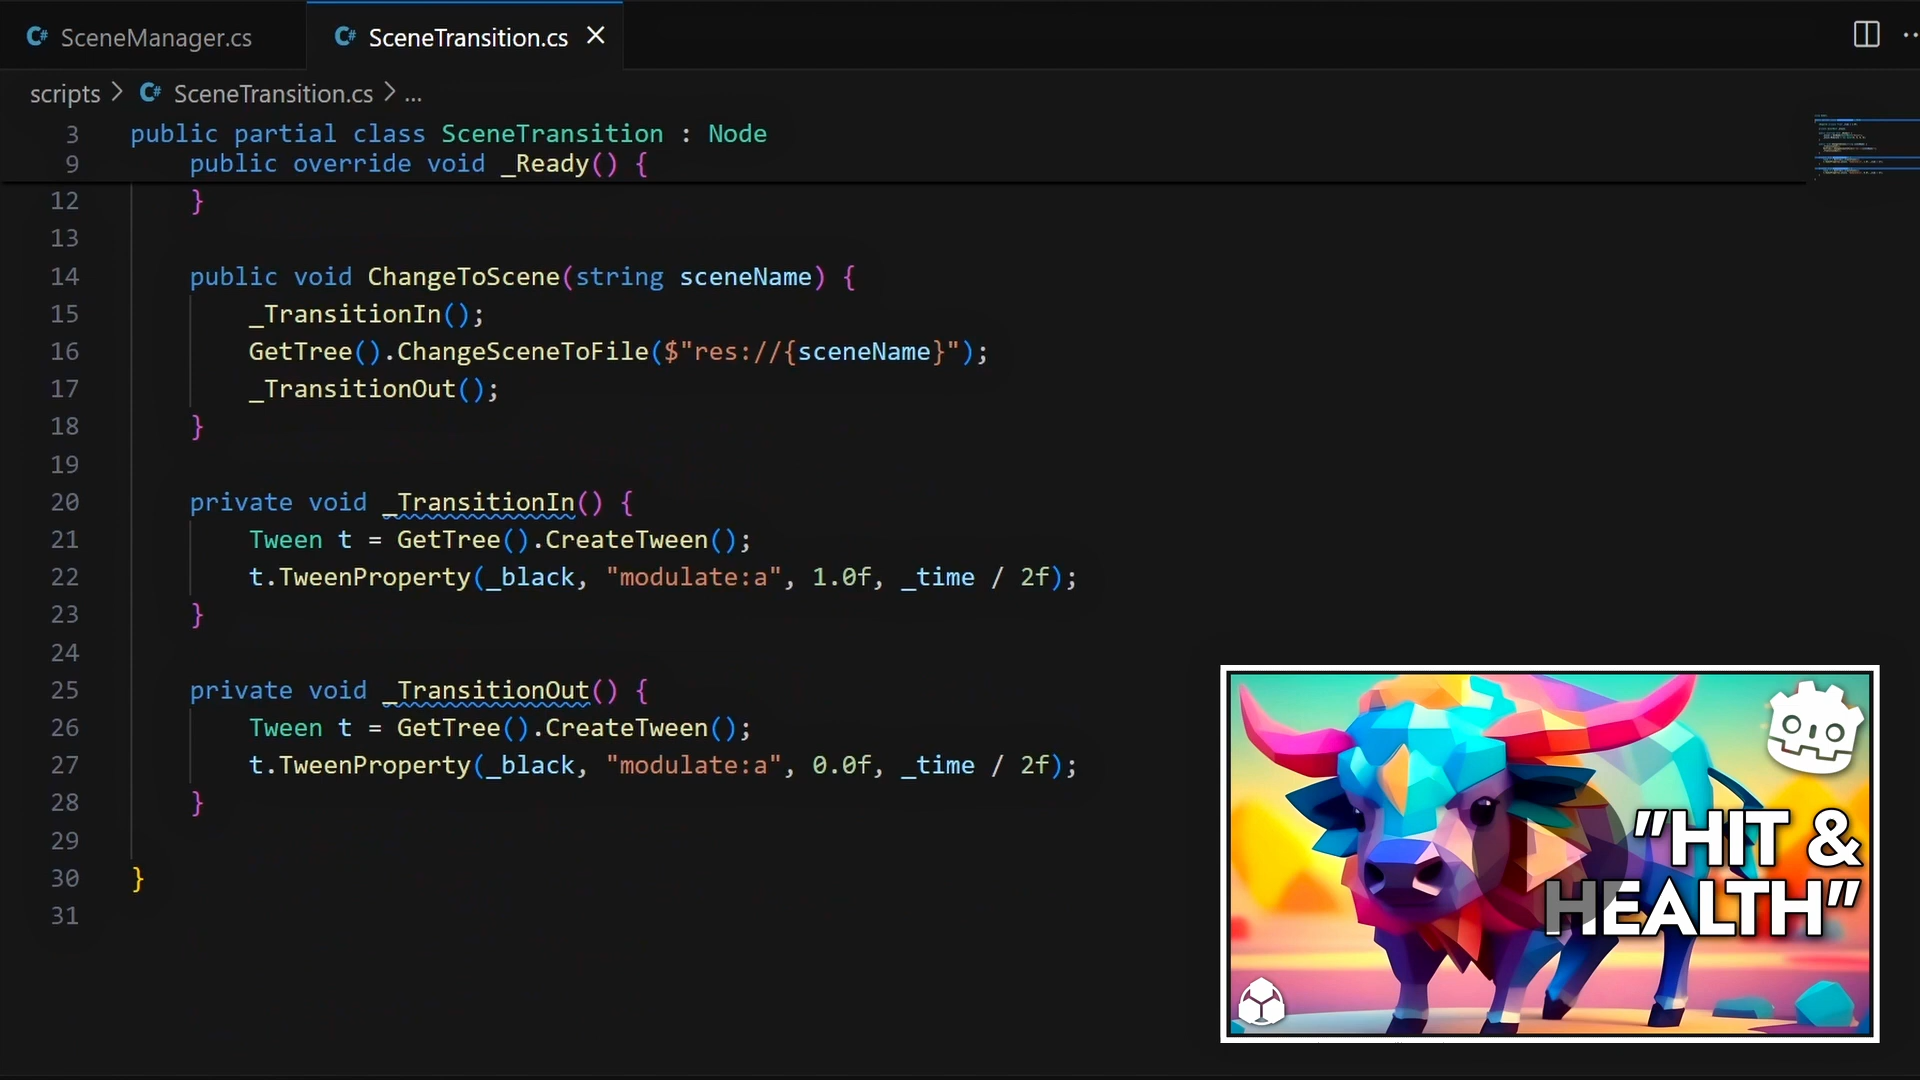 SceneManager.cs
SceneTransition.cs
scripts > SceneTransition.cs > ...
3 public partial class SceneTransition : Node
9 public override void _Ready() {
12 }
13
14 public void ChangeToScene(string sceneName) {
15 _TransitionIn();
16 GetTree().ChangeSceneToFile($"res://{sceneName}");
17 _TransitionOut();
18 }
19
20 private void _TransitionIn() {
21 Tween t = GetTree().CreateTween();
22 t.TweenProperty(_black, "modulate:a", 1.0f, _time / 2f);
23 }
24
25 private void _TransitionOut() {
26 Tween t = GetTree().CreateTween();
27 t.TweenProperty(_black, "modulate:a", 0.0f, _time / 2f);
28 }
29
30 }
31
"HIT &
HEALTH"